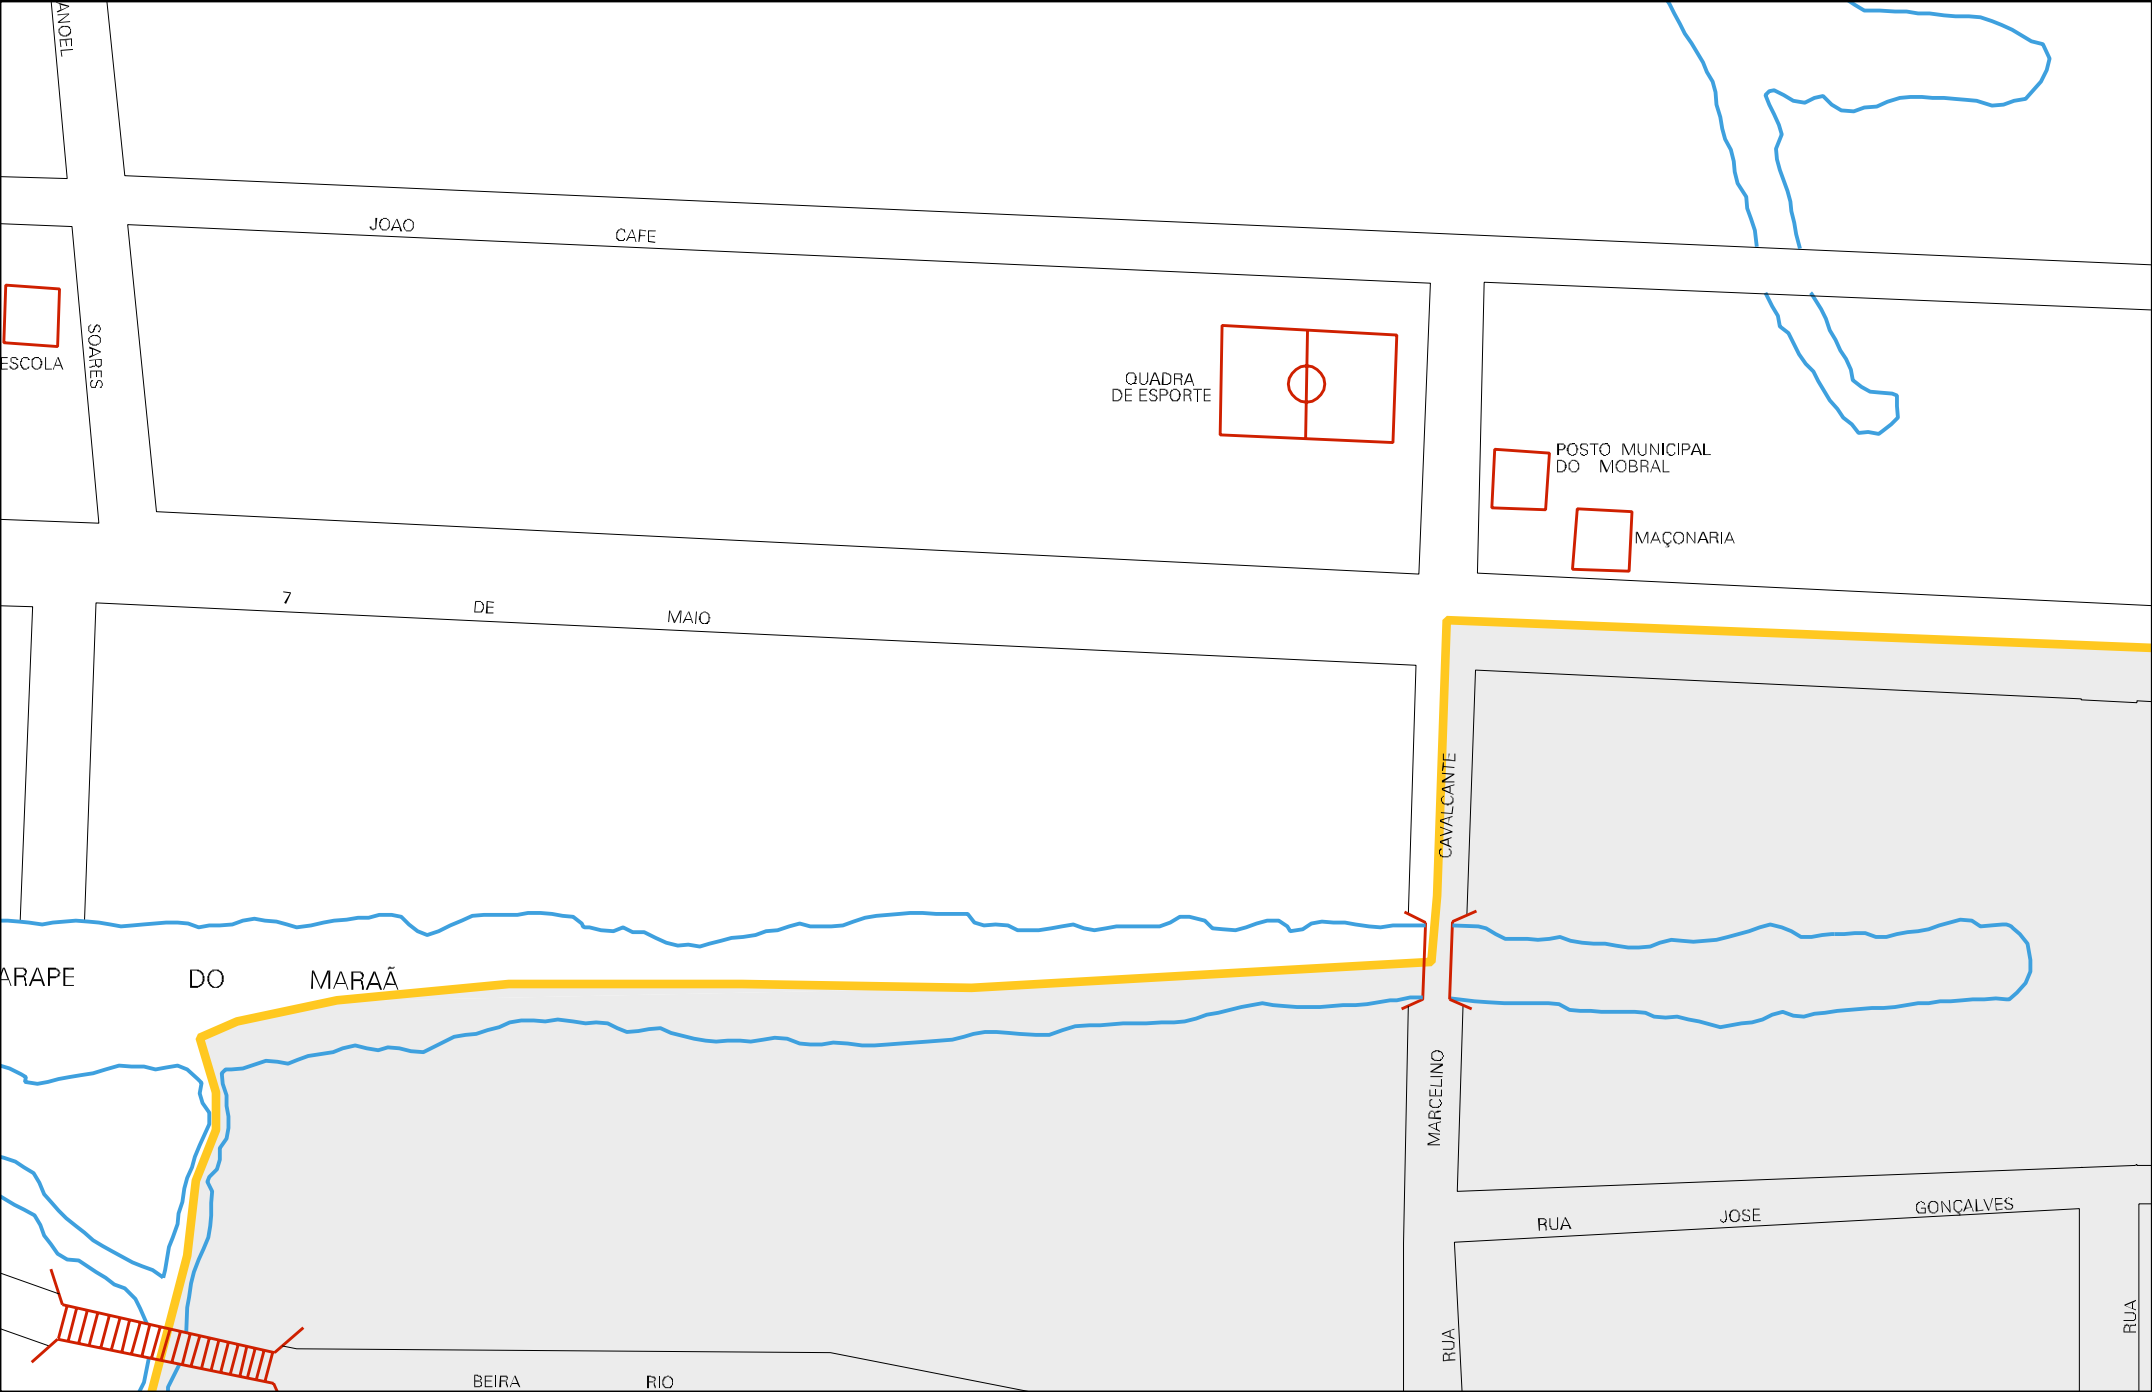 ANOEL
JOAO CAFE
SOARES
ESCOLA
QUADRA
DE ESPORTE
POSTO MUNICIPAL
DO MOBRAL
MAÇONARIA
7 DE MAIO
CAVALCANTE
ARAPE DO MARAÃ
MARCELINO
RUA JOSE GONÇALVES
RUA
RUA
BEIRA RIO